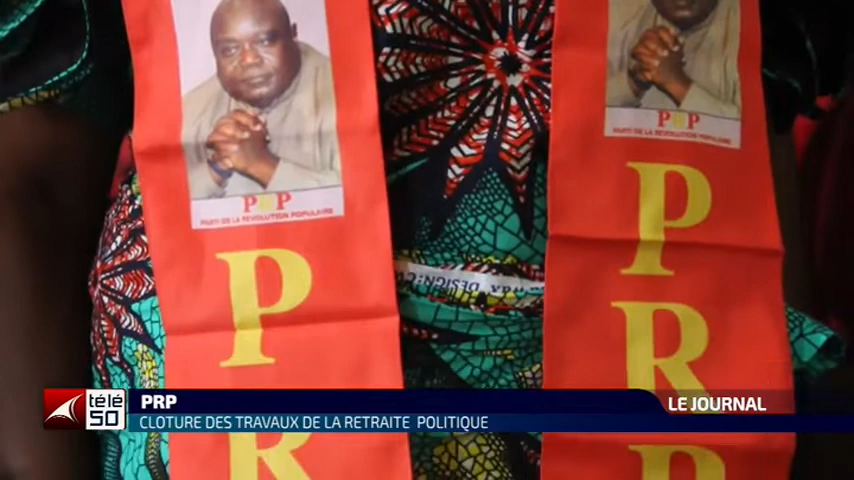 PRP
PARTI DE LA REVOLUTION POPULAIRE
PRP
PARTI DE LA REVOLUTION POPULAIRE
P
R
P
R
P
DESIGN:
télé 50
PRP
CLOTURE DES TRAVAUX DE LA RETRAITE POLITIQUE
LE JOURNAL